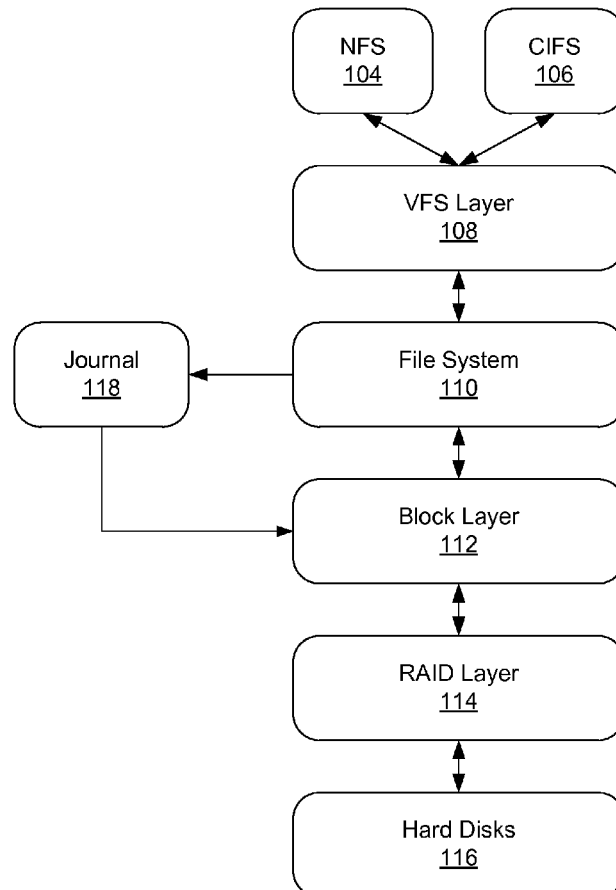 NFS
104
CIFS
106
VFS Layer
108
Journal
118
File System
110
Block Layer
112
RAID Layer
114
Hard Disks
116